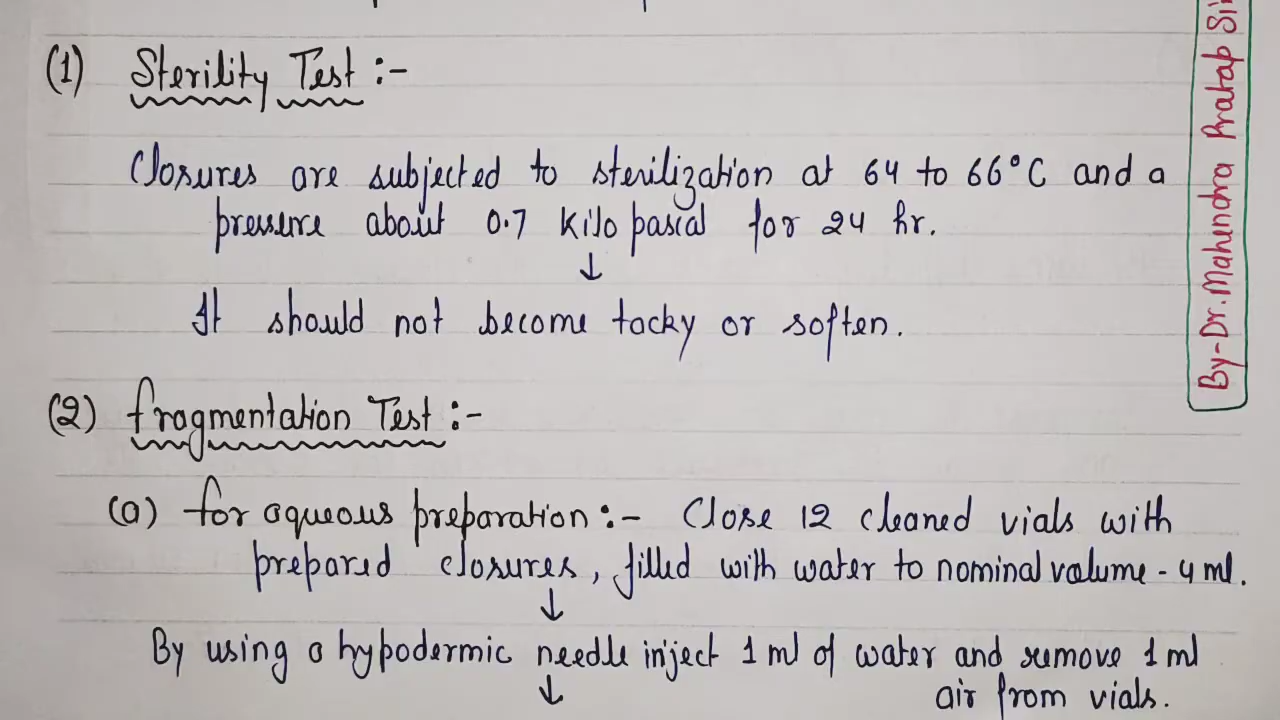 (1) Sterility Test :-
Closures are subjected to sterilization at 64 to 66°C and a
pressure about 0.7 Kilo pascal for 24 hr.
↓
It should not become tacky or soften.
(2) fragmentation Test :-
(a) for aqueous preparation :- Close 12 cleaned vials with
prepared closures, filled with water to nominal volume - 4 ml.
↓
By using a hypodermic needle inject 1 ml of water and remove 1 ml
air from vials.
↓
By-Dr. Mahendra Pratap